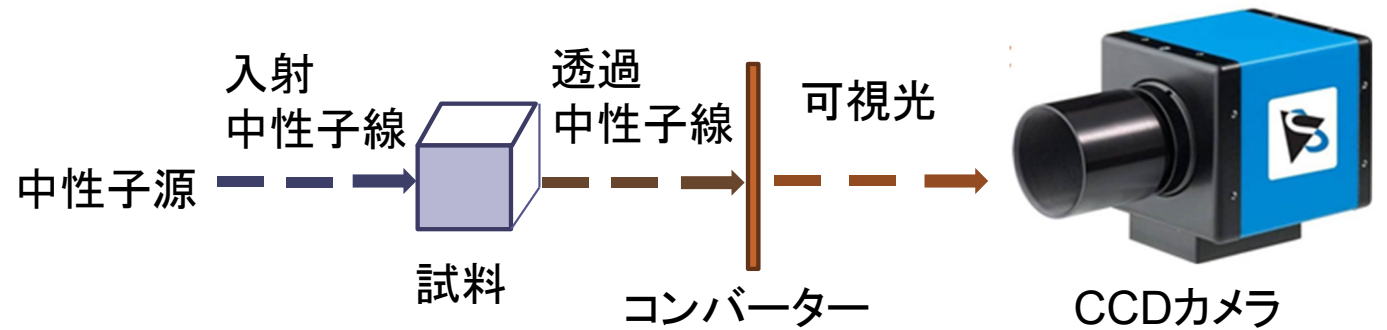 入射
中性子線
透過
中性子線
可視光
中性子源
試料
コンバーター
CCDカメラ